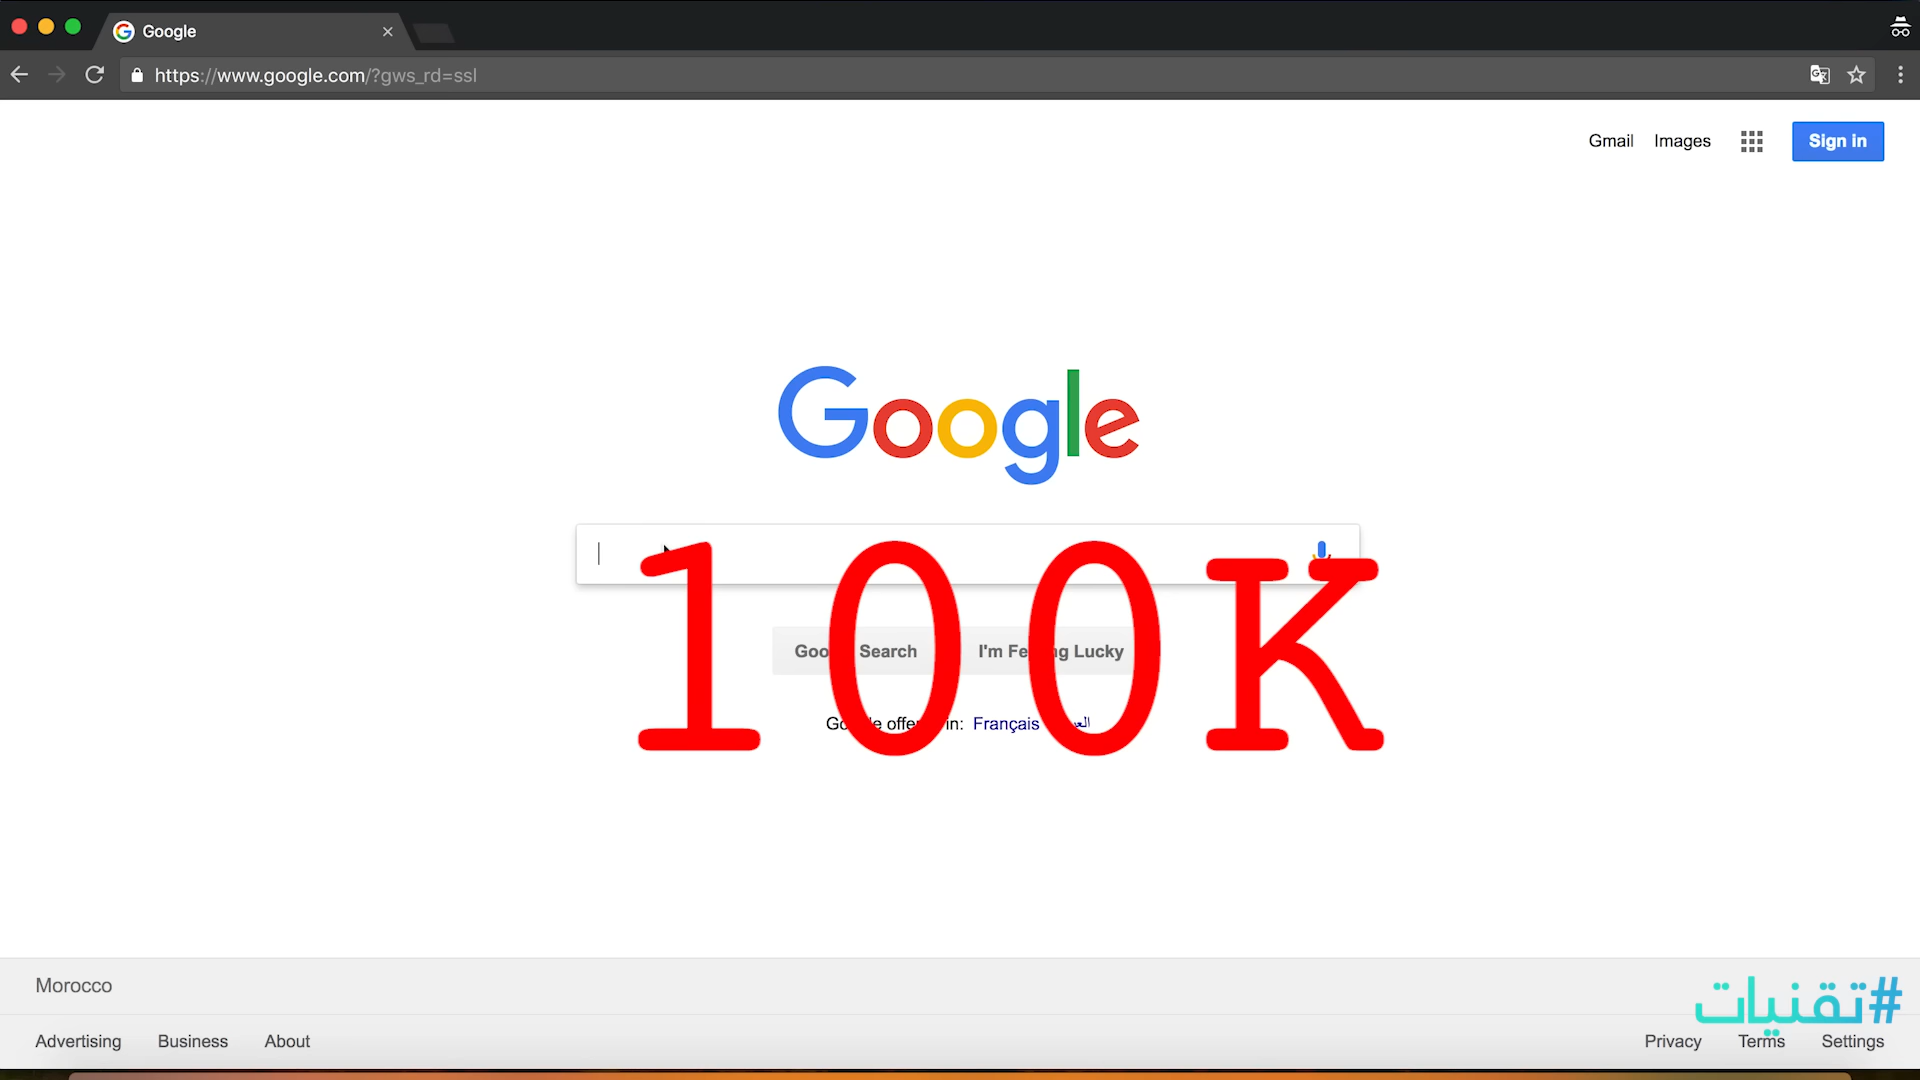 Google
https://www.google.com/?gws_rd=ssl
Gmail Images Sign in
Google
100K
Search I'm Lucky
in: Français
Morocco
#تقنيات
Advertising Business About
Privacy Terms Settings